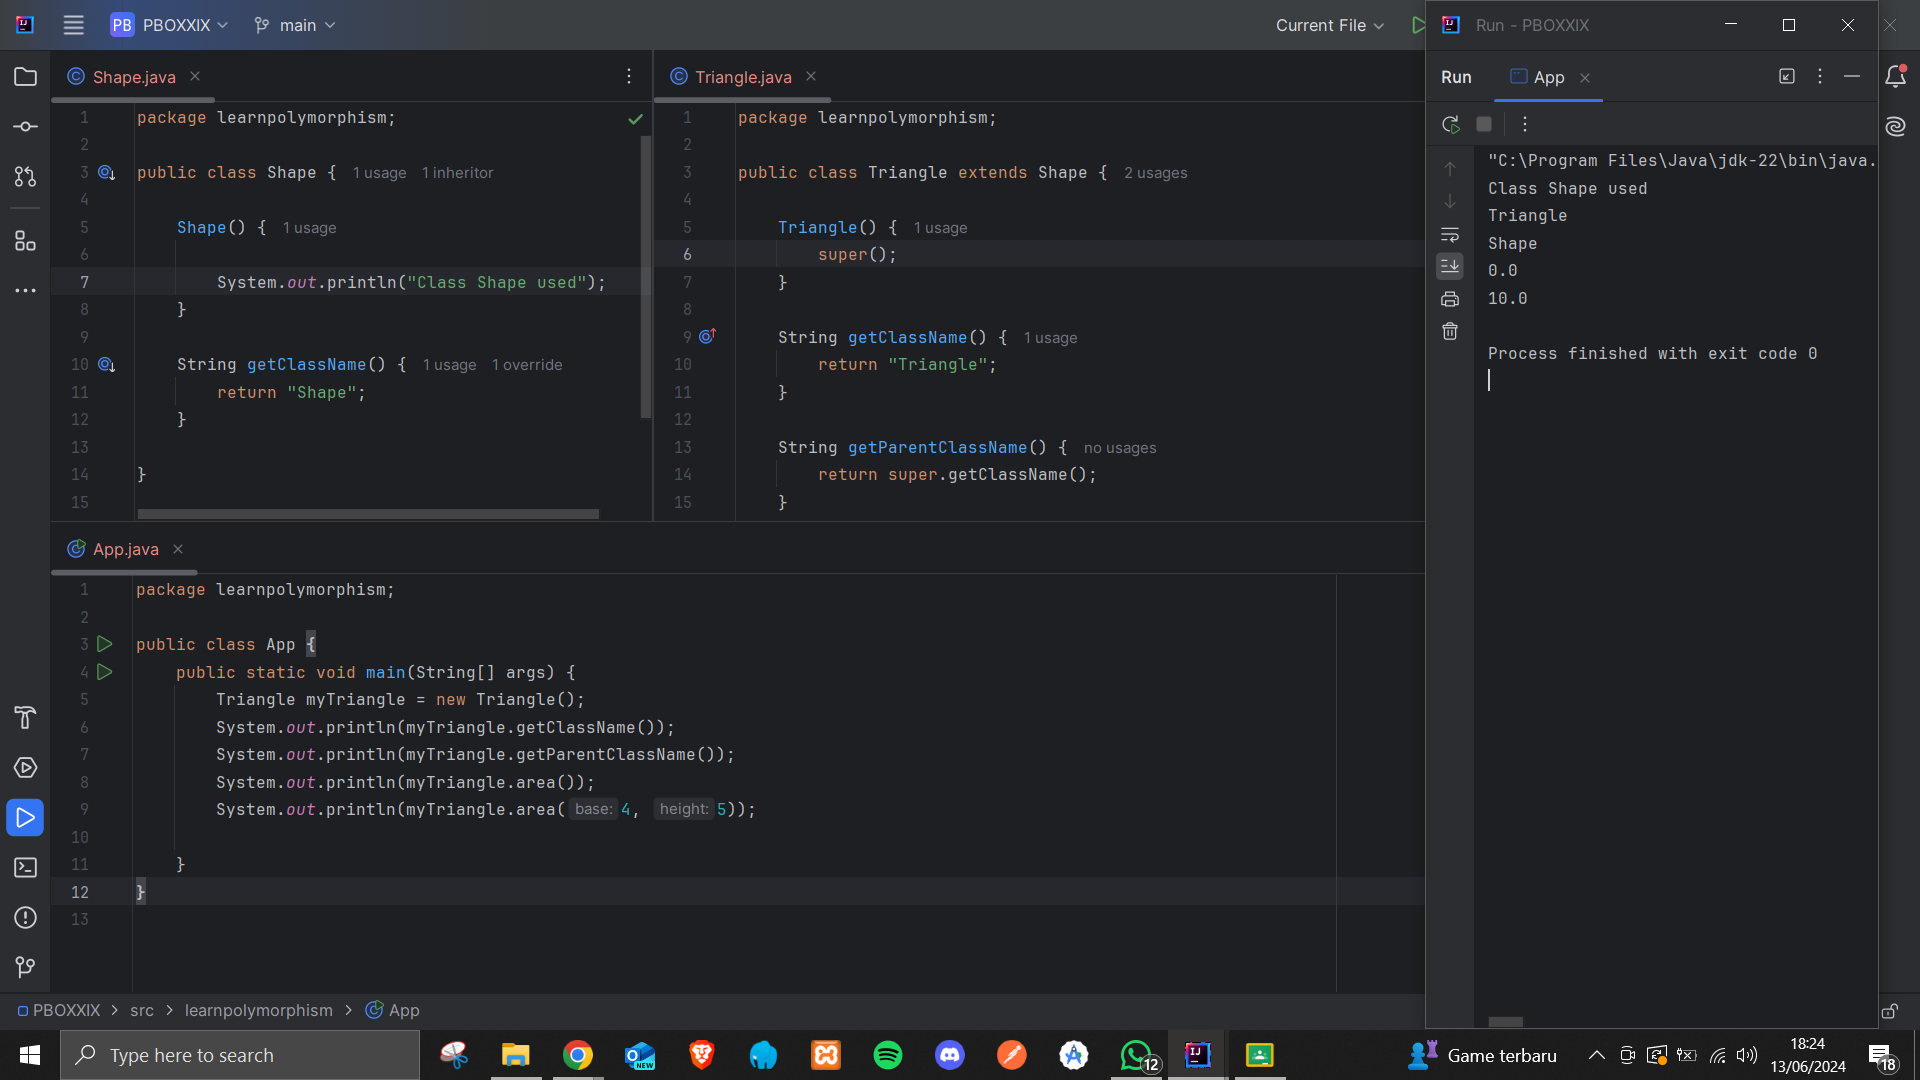 PB PBOXXIX main Current File
Shape.java
1 package learnpolymorphism;
2
3 public class Shape { 1 usage 1 inheritor
4
5 Shape() { 1 usage
6
7 System.out.println("Class Shape used");
8 }
9
10 String getClassName() { 1 usage 1 override
11 return "Shape";
12 }
13
14 }
15
Triangle.java
1 package learnpolymorphism;
2
3 public class Triangle extends Shape { 2 usages
4
5 Triangle() { 1 usage
6 super();
7 }
8
9 String getClassName() { 1 usage
10 return "Triangle";
11 }
12
13 String getParentClassName() { no usages
14 return super.getClassName();
15 }
App.java
1 package learnpolymorphism;
2
3 public class App {
4 public static void main(String[] args) {
5 Triangle myTriangle = new Triangle();
6 System.out.println(myTriangle.getClassName());
7 System.out.println(myTriangle.getParentClassName());
8 System.out.println(myTriangle.area());
9 System.out.println(myTriangle.area( base: 4, height: 5));
10
11 }
12 }
13
Run - PBOXXIX
Run App
"C:\Program Files\Java\jdk-22\bin\java.
Class Shape used
Triangle
Shape
0.0
10.0
Process finished with exit code 0
PBOXXIX > src > learnpolymorphism > App
Type here to search
NEW
12
Game terbaru
18:24
13/06/2024
18